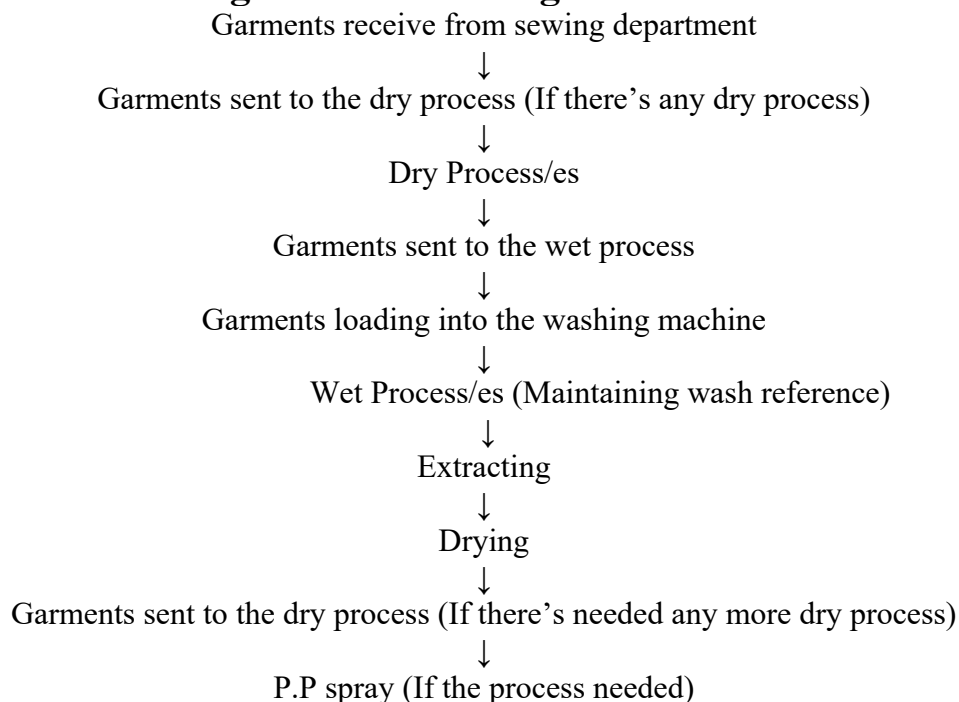 Garments receive from sewing department
↓
Garments sent to the dry process (If there’s any dry process)
↓
Dry Process/es
↓
Garments sent to the wet process
↓
Garments loading into the washing machine
↓
Wet Process/es (Maintaining wash reference)
↓
Extracting
↓
Drying
↓
Garments sent to the dry process (If there’s needed any more dry process)
↓
P.P spray (If the process needed)